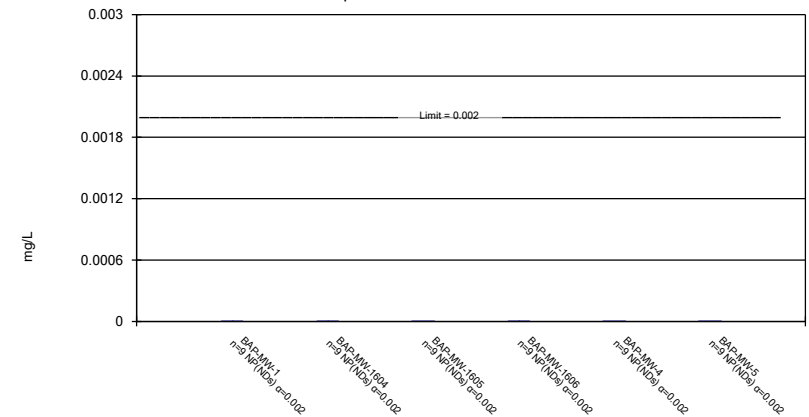 0.003
0.0024
Limit = 0.002
0.0018
0.0012
0.0006
0
mg/L
BAP-MW-1
n=9 NP(NDs) α=0.002
BAP-MW-1604
n=9 NP(NDs) α=0.002
BAP-MW-1605
n=9 NP(NDs) α=0.002
BAP-MW-1606
n=9 NP(NDs) α=0.002
BAP-MW-4
n=9 NP(NDs) α=0.002
BAP-MW-5
n=9 NP(NDs) α=0.002